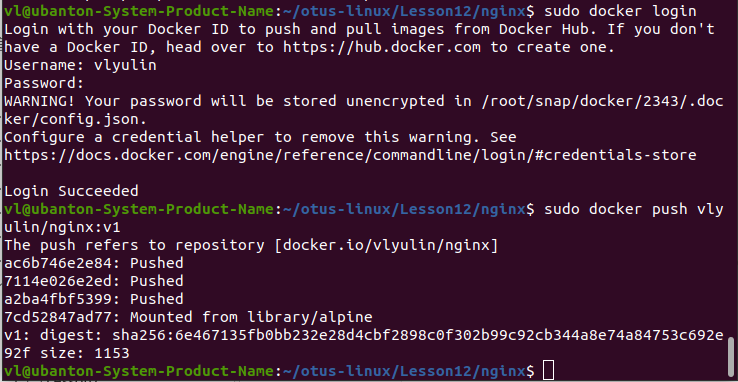 vl@ubanton-System-Product-Name:~/otus-linux/Lesson12/nginx$ sudo docker login
Login with your Docker ID to push and pull images from Docker Hub. If you don't
have a Docker ID, head over to https://hub.docker.com to create one.
Username: vlyulin
Password:
WARNING! Your password will be stored unencrypted in /root/snap/docker/2343/.doc
ker/config.json.
Configure a credential helper to remove this warning. See
https://docs.docker.com/engine/reference/commandline/login/#credentials-store

Login Succeeded
vl@ubanton-System-Product-Name:~/otus-linux/Lesson12/nginx$ sudo docker push vly
ulin/nginx:v1
The push refers to repository [docker.io/vlyulin/nginx]
ac6b746e2e84: Pushed
7114e026e2ed: Pushed
a2ba4fbf5399: Pushed
7cd52847ad77: Mounted from library/alpine
v1: digest: sha256:6e467135fb0bb232e28d4cbf2898c0f302b99c92cb344a8e74a84753c692e
92f size: 1153
vl@ubanton-System-Product-Name:~/otus-linux/Lesson12/nginx$